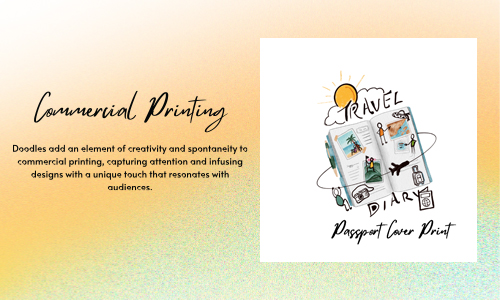 Commercial Printing
Doodles add an element of creativity and spontaneity to
commercial printing, capturing attention and infusing
designs with a unique touch that resonates with
audiences.
TRAVEL
DIARY
Passport Cover Print